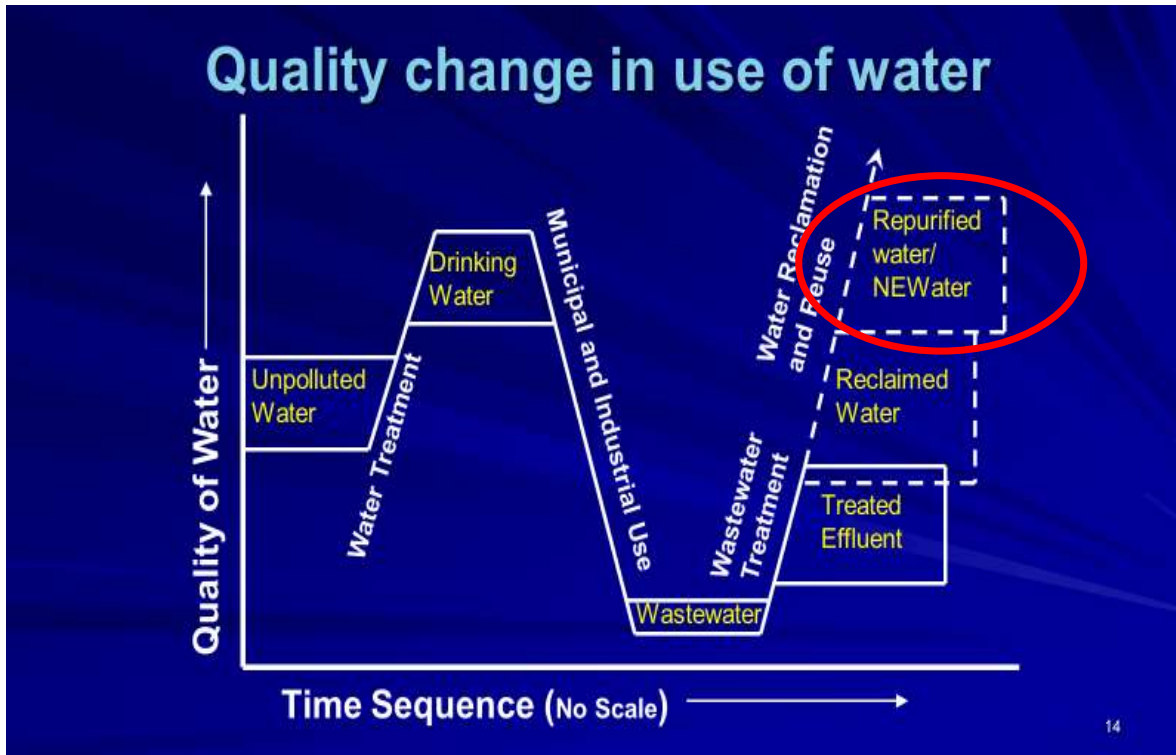 Quality change in use of water
Quality of Water
Unpolluted
Water
Water Treatment
Drinking
Water
Municipal and Industrial Use
Wastewater
Wastewater
Treatment
Water Reclamation
and Reuse
Repurified
water/
NEWater
Reclaimed
Water
Treated
Effluent
Time Sequence (No Scale)
14